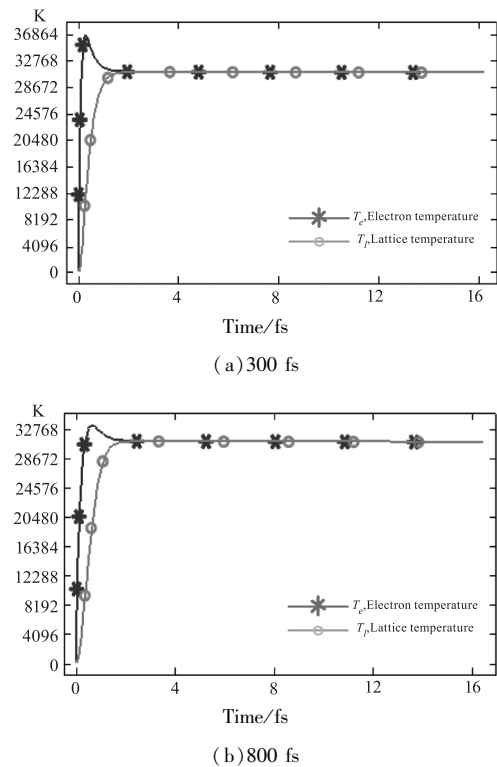 K
36864
32768
28672
24576
20480
16384
12288
8192
4096
0
Te,Electron temperature
Tl,Lattice temperature
0 4 8 12 16
Time/fs
(a)300 fs
K
32768
28672
24576
20480
16384
12288
8192
4096
0
Te,Electron temperature
Tl,Lattice temperature
0 4 8 12 16
Time/fs
(b)800 fs